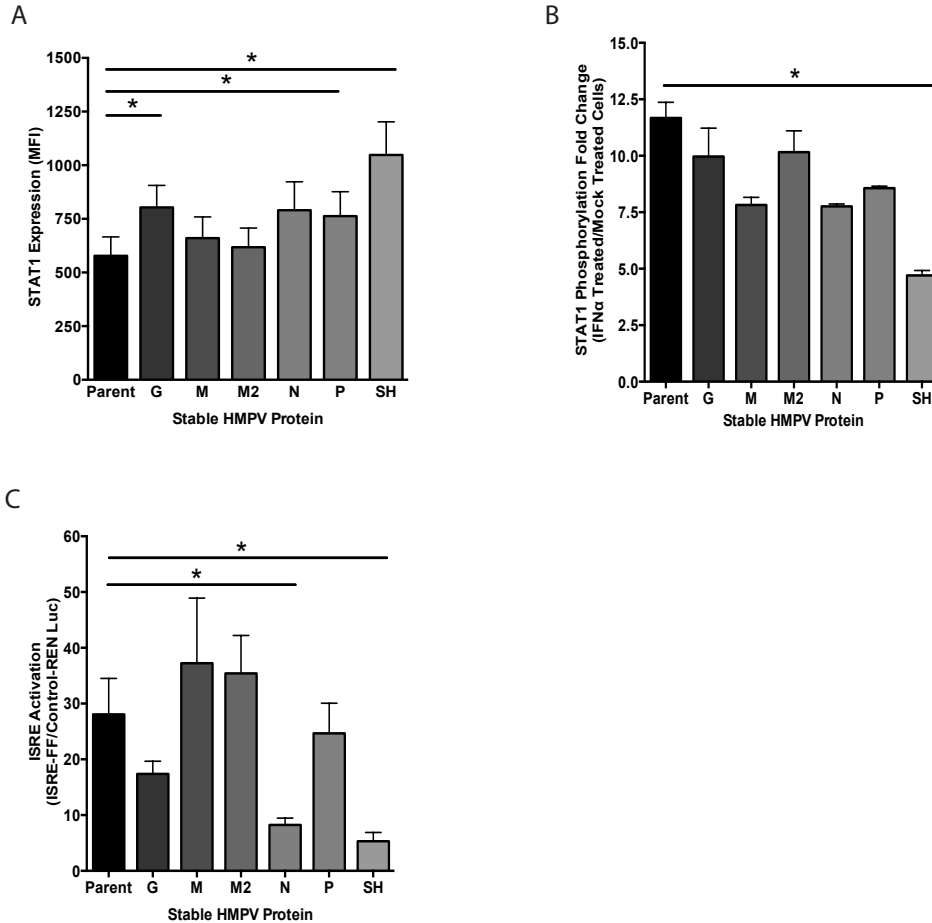 A
STAT1 Expression (MFI)
1500
1250
1000
750
500
250
0
*
*
*
Parent G M M2 N P SH
Stable HMPV Protein
B
STAT1 Phosphorylation Fold Change
(IFNα Treated/Mock Treated Cells)
15.0
12.5
10.0
7.5
5.0
2.5
0.0
*
Parent G M M2 N P SH
Stable HMPV Protein
C
ISRE Activation
(ISRE-FF/Control-REN Luc)
60
50
40
30
20
10
0
*
*
Parent G M M2 N P SH
Stable HMPV Protein